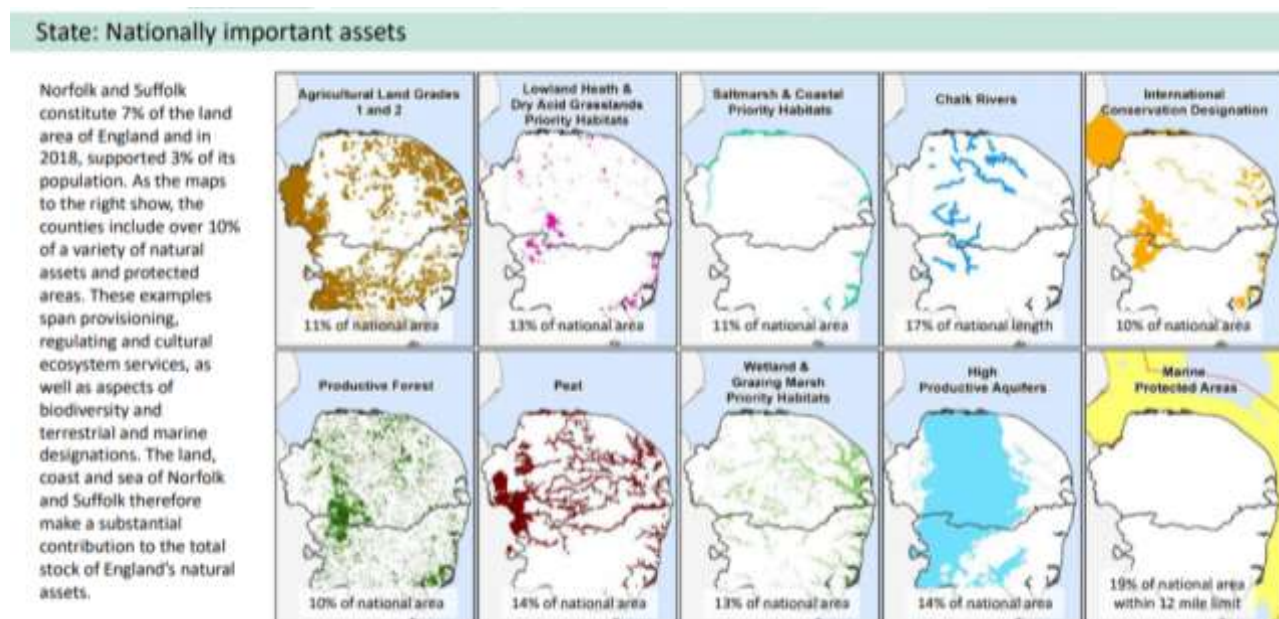 State: Nationally important assets
Norfolk and Suffolk
constitute 7% of the land
area of England and in
2018, supported 3% of its
population. As the maps
to the right show, the
counties include over 10%
of a variety of natural
assets and protected
areas. These examples
span provisioning,
regulating and cultural
ecosystem services, as
well as aspects of
biodiversity and
terrestrial and marine
designations. The land,
coast and sea of Norfolk
and Suffolk therefore
make a substantial
contribution to the total
stock of England's natural
assets.
Agricultural Land Grades
1 and 2
11% of national area
Lowland Heath &
Dry Acid Grasslands
Priority Habitats
13% of national area
Saltmarsh & Coastal
Priority Habitats
11% of national area
Chalk Rivers
17% of national length
International
Conservation Designation
10% of national area
Productive Forest
10% of national area
Peat
14% of national area
Wetland &
Grazing Marsh
Priority Habitats
13% of national area
High
Productive Aquifers
14% of national area
Marine
Protected Areas
19% of national area
within 12 mile limit